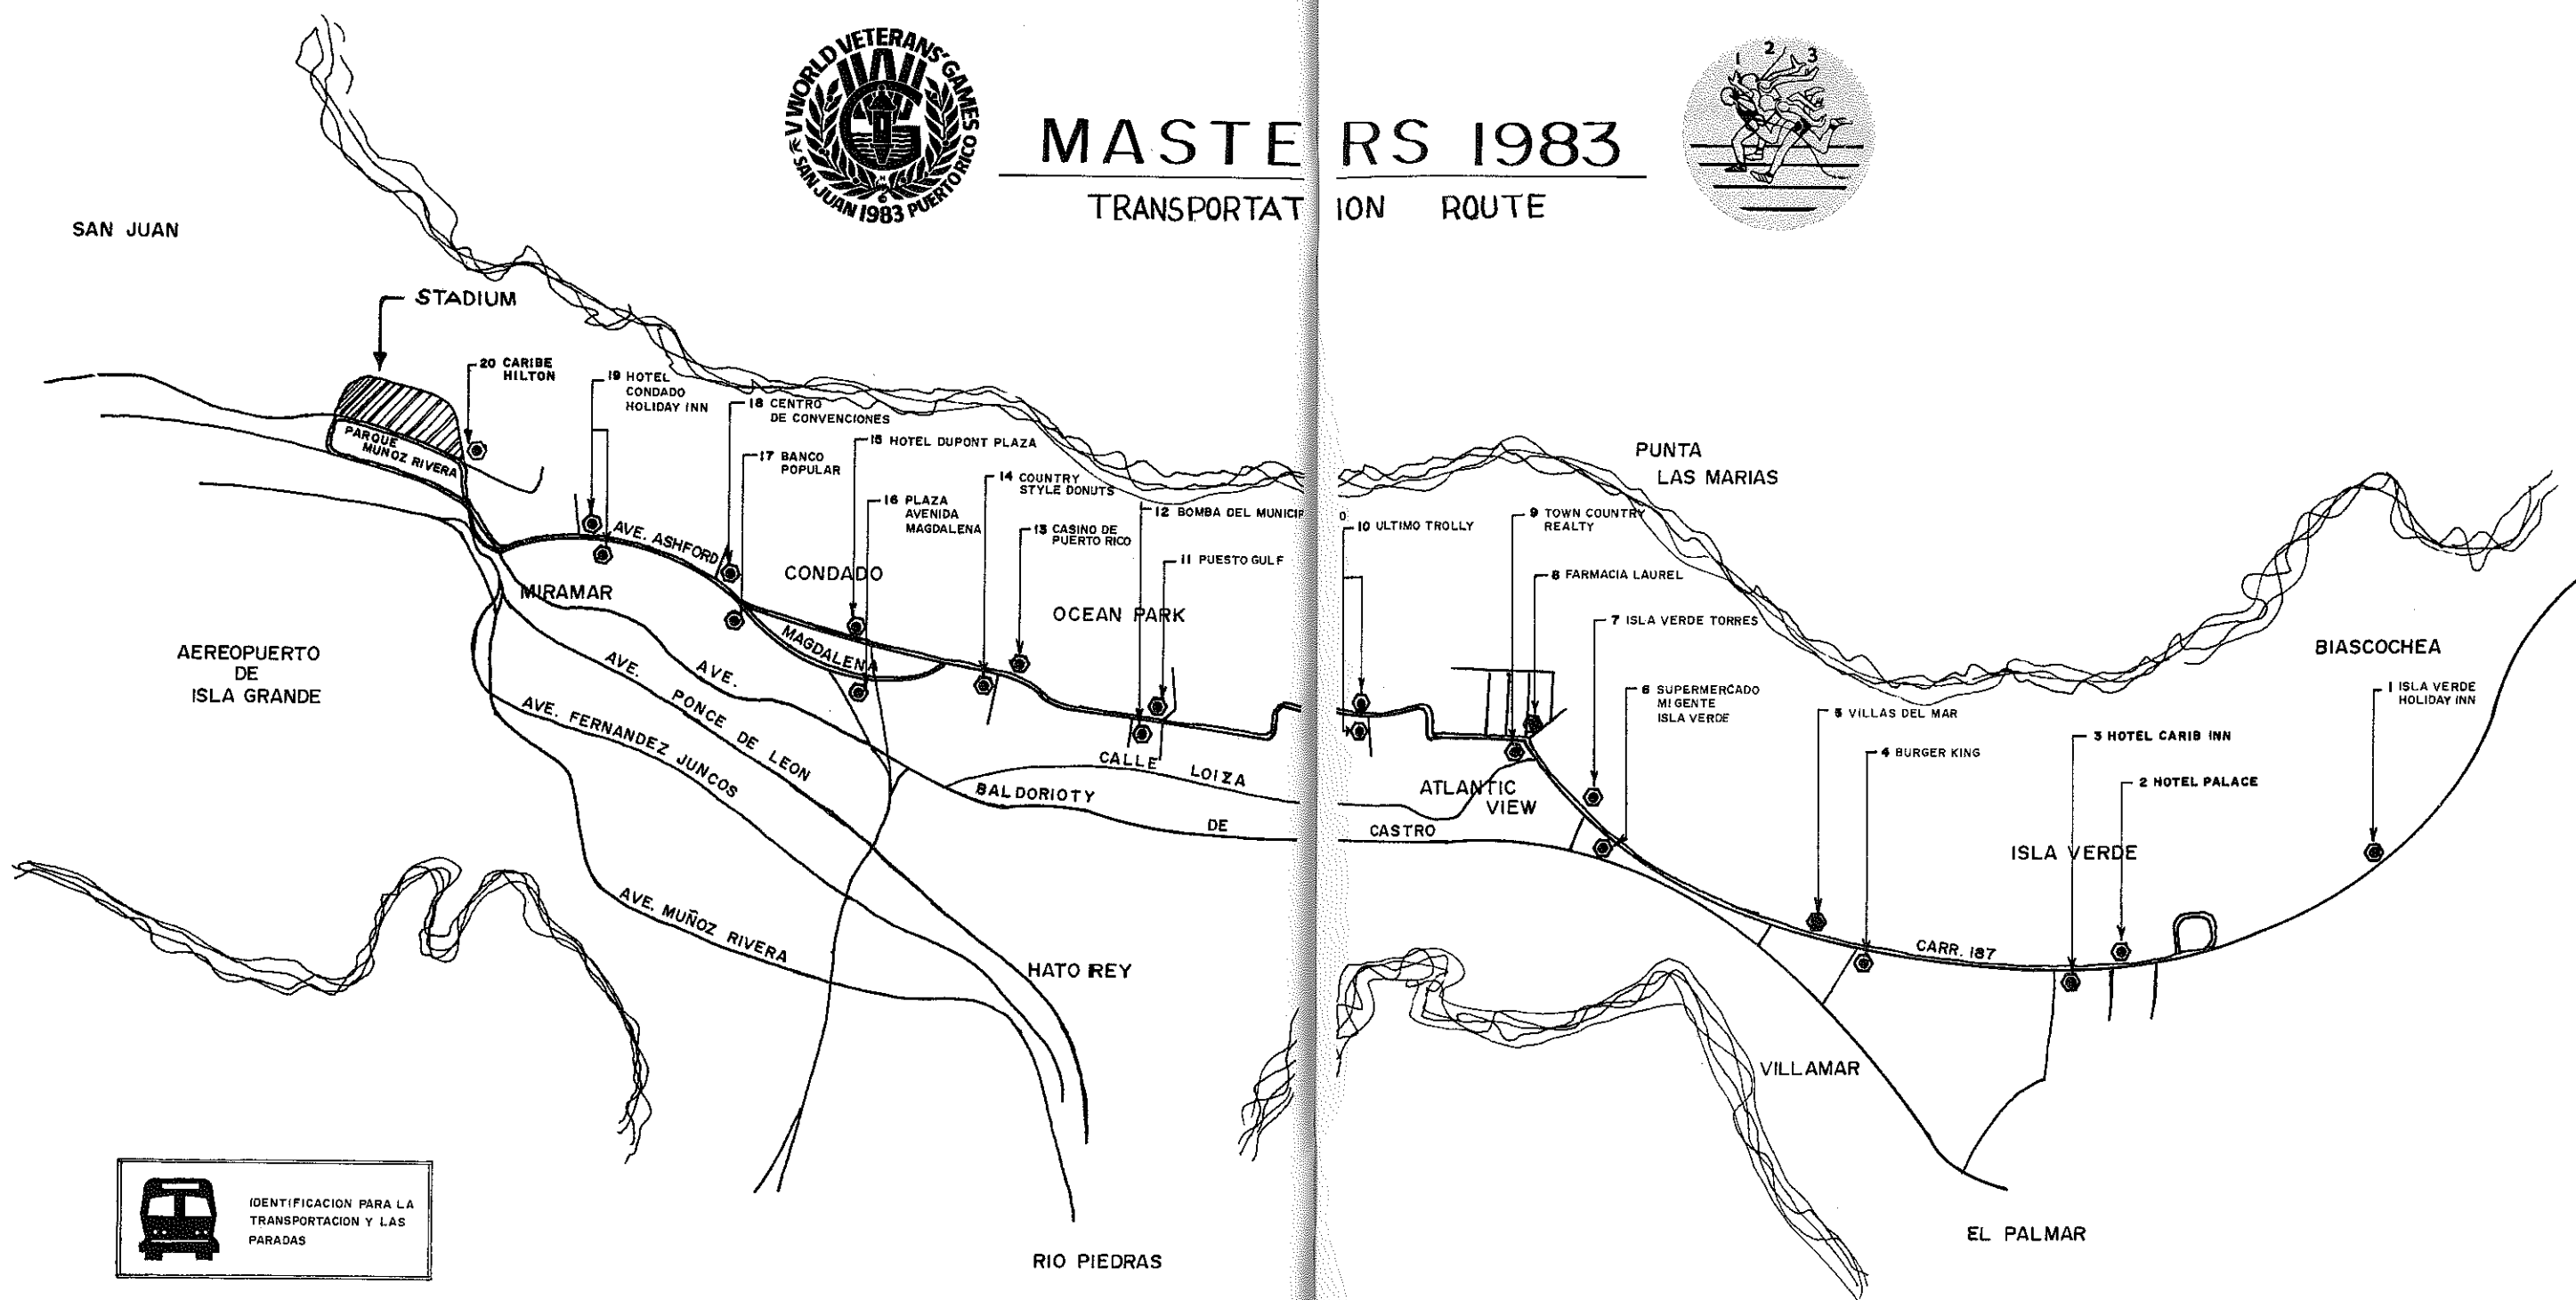 V WORLD VETERANS' GAMES
SAN JUAN 1983 PUERTO RICO
1 2 3
MASTERS 1983
TRANSPORTATION ROUTE
SAN JUAN
STADIUM
20 CARIBE
HILTON
19 HOTEL
CONDADO
HOLIDAY INN
18 CENTRO
DE CONVENCIONES
17 BANCO
POPULAR
15 HOTEL DUPONT PLAZA
16 PLAZA
AVENIDA
MAGDALENA
14 COUNTRY
STYLE DONUTS
13 CASINO DE
PUERTO RICO
12 BOMBA DEL
11 PUESTO GULF
10 ULTIMO TROLLY
9 TOWN COUNTRY
REALTY
8 FARMACIA LAUREL
7 ISLA VERDE TORRES
6 SUPERMERCADO
MI GENTE
ISLA VERDE
5 VILLAS DEL MAR
4 BURGER KING
3 HOTEL CARIB INN
2 HOTEL PALACE
1 ISLA VERDE
HOLIDAY INN
PUNTA
LAS MARIAS
BIASCOCHEA
PARQUE
MUÑOZ RIVERA
AVE. ASHFORD
MIRAMAR
CONDADO
MAGDALENA
OCEAN PARK
AEREOPUERTO
DE
ISLA GRANDE
AVE. PONCE DE LEON
AVE. FERNANDEZ JUNCOS
AVE. BALDORIOTY DE CASTRO
CALLE LOIZA
ATLANTIC
VIEW
ISLA VERDE
CARR. 187
AVE. MUÑOZ RIVERA
HATO REY
VILLAMAR
EL PALMAR
RIO PIEDRAS
IDENTIFICACION PARA LA
TRANSPORTACION Y LAS
PARADAS